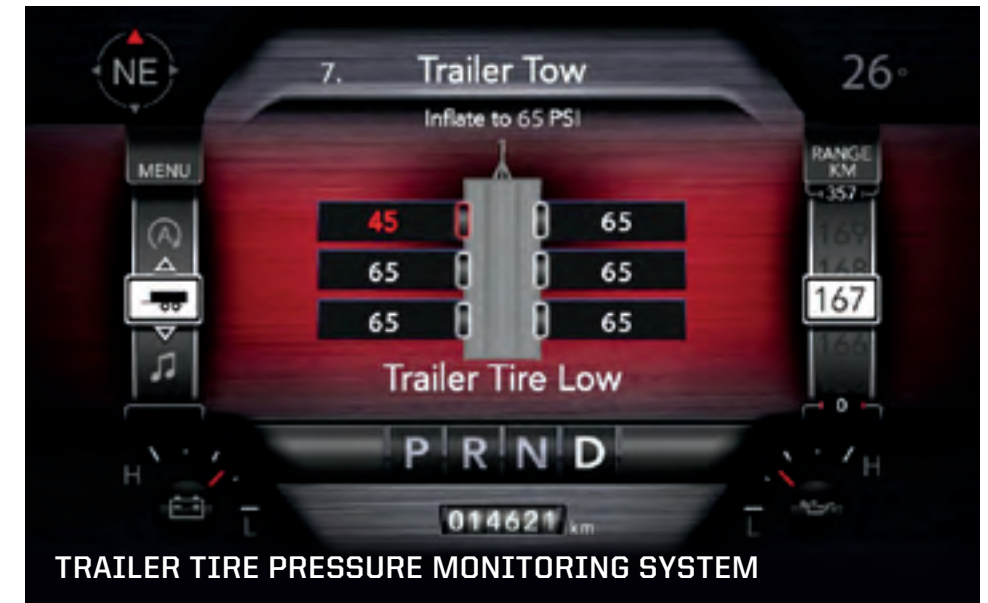 NE
7. Trailer Tow
26°
Inflate to 65 PSI
MENU
RANGE
KM
357
45 65
65 65
65 65
169
168
167
166
A
Trailer Tire Low
0
P R N D
H L
H L
014621 km
TRAILER TIRE PRESSURE MONITORING SYSTEM